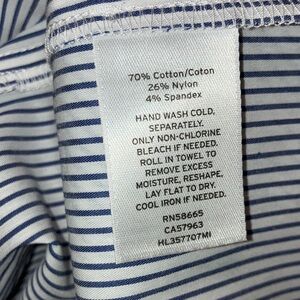 70% Cotton/Coton
26% Nylon
4% Spandex
HAND WASH COLD,
SEPARATELY.
ONLY NON-CHLORINE
BLEACH IF NEEDED.
ROLL IN TOWEL TO
REMOVE EXCESS
MOISTURE, RESHAPE,
LAY FLAT TO DRY.
COOL IRON IF NEEDED.
RN58665
CA57963
HL357707MI